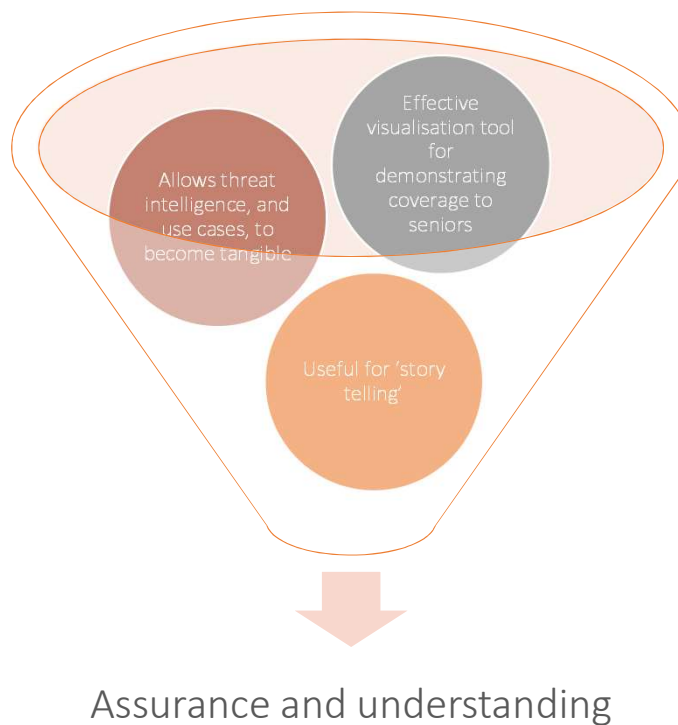 Effective
visualisation tool
for
demonstrating
coverage to
seniors
Allows threat
intelligence, and
use cases, to
become tangible
Useful for ‘story
telling’
Assurance and understanding